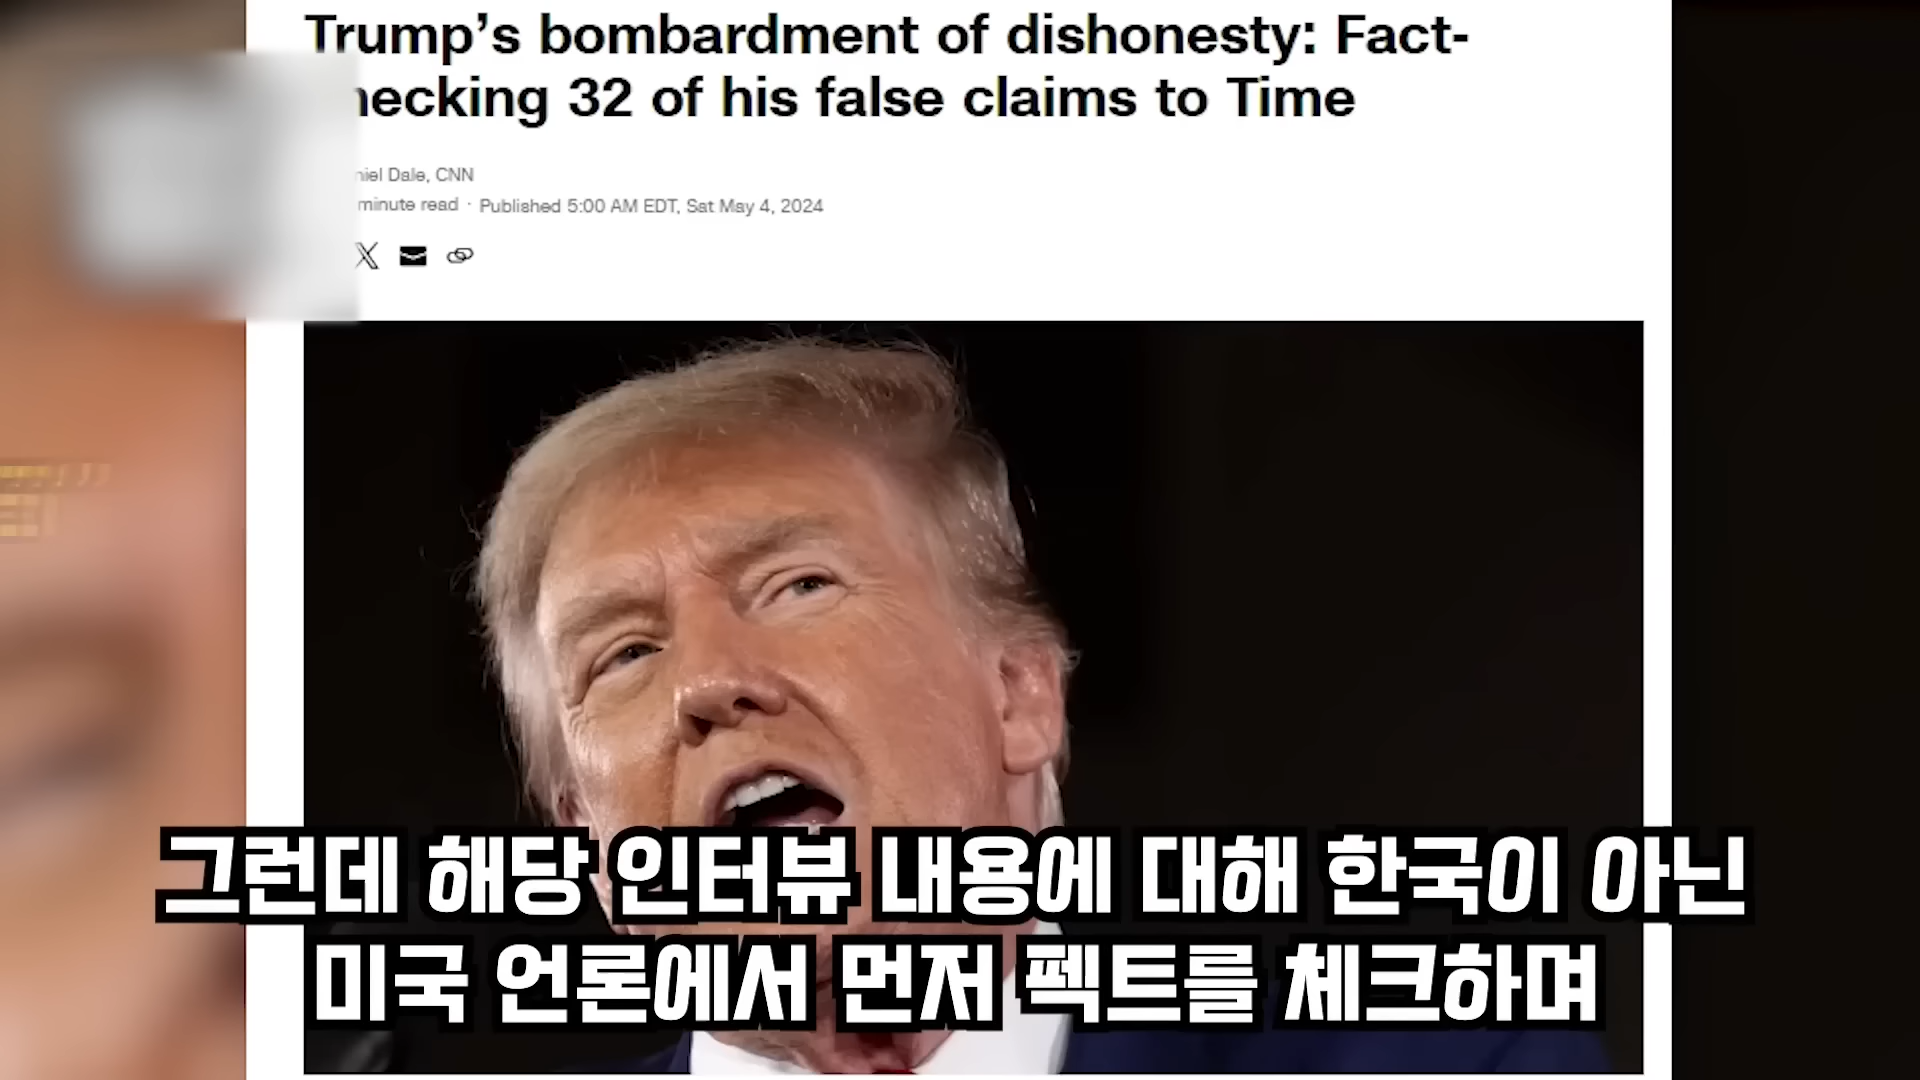 Trump’s bombardment of dishonesty: Fact-
hecking 32 of his false claims to Time
niel Dale, CNN
minute read · Published 5:00 AM EDT, Sat May 4, 2024
그런데 해당 인터뷰 내용에 대해 한국이 아닌
미국 언론에서 먼저 펙트를 체크하며